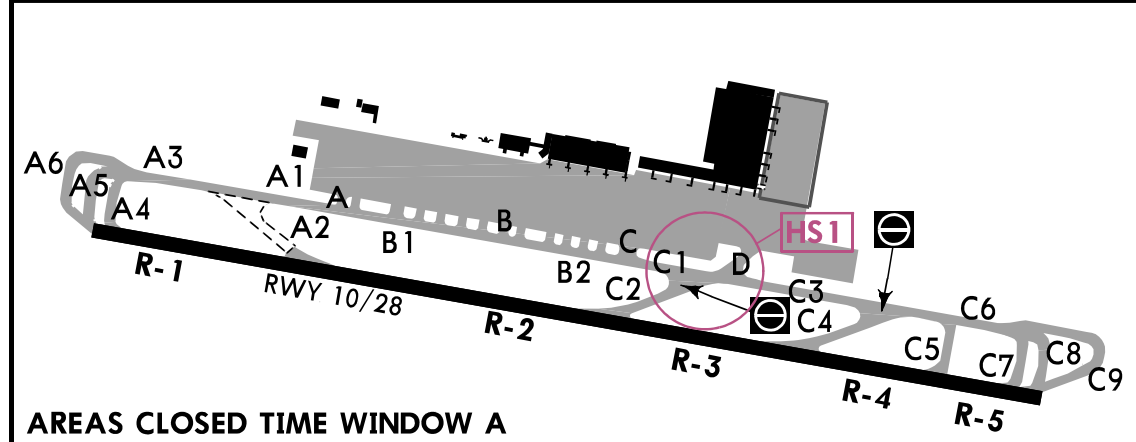 A6
A3
A5
A4
A1
A
A2
B1
B
B2
C
C1
C2
D
HS1
C3
C4
C6
C5
C7
C8
C9
R-1
RWY 10/28
R-2
R-3
R-4
R-5
AREAS CLOSED TIME WINDOW A